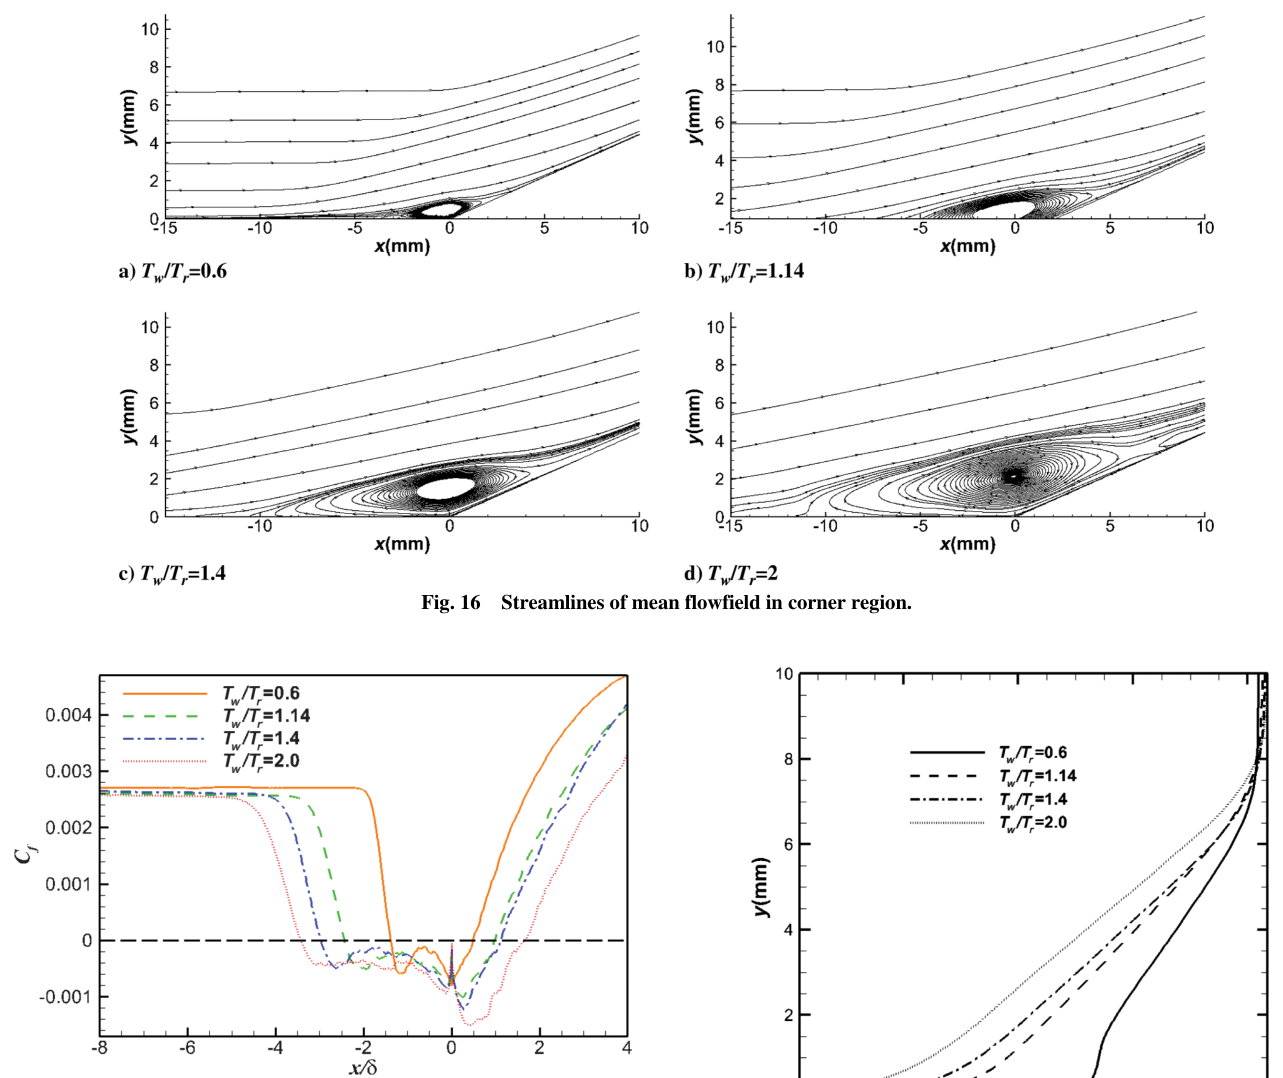 10
8
6
4
2
0
y(mm)
-15 -10 -5 0 5 10
x(mm)
a) Tw/Tr=0.6
10
8
6
4
2
y(mm)
-15 -10 -5 0 5 10
x(mm)
b) Tw/Tr=1.14
10
8
6
4
2
0
y(mm)
-10 -5 0 5 10
x(mm)
c) Tw/Tr=1.4
10
8
6
4
2
0
y(mm)
-15 -10 -5 0 5 10
x(mm)
d) Tw/Tr=2
Fig. 16 Streamlines of mean flowfield in corner region.
Tw/Tr=0.6
Tw/Tr=1.14
Tw/Tr=1.4
Tw/Tr=2.0
0.004
0.003
0.002
0.001
0
-0.001
Cf
-8 -6 -4 -2 0 2 4
x/δ
10
8
6
4
2
y(mm)
Tw/Tr=0.6
Tw/Tr=1.14
Tw/Tr=1.4
Tw/Tr=2.0